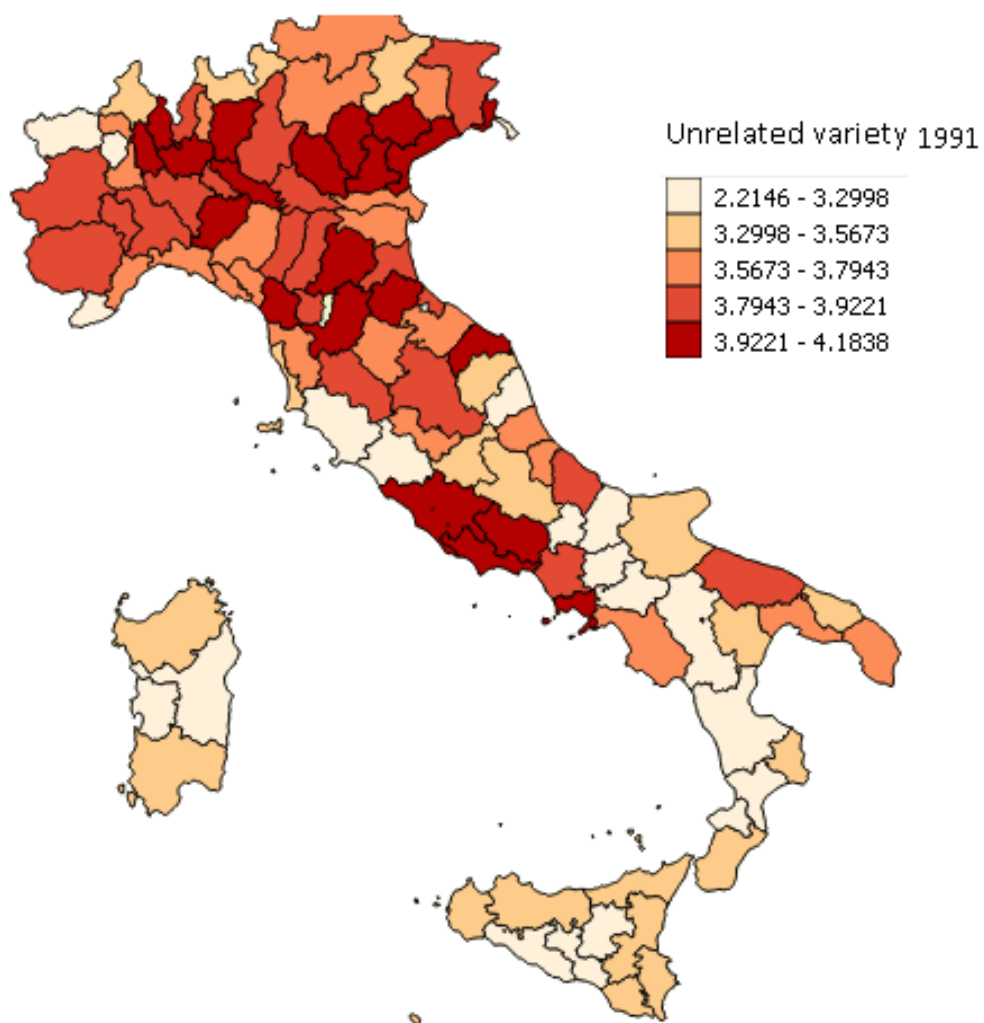 Unrelated variety 1991
2.2146 - 3.2998
3.2998 - 3.5673
3.5673 - 3.7943
3.7943 - 3.9221
3.9221 - 4.1838